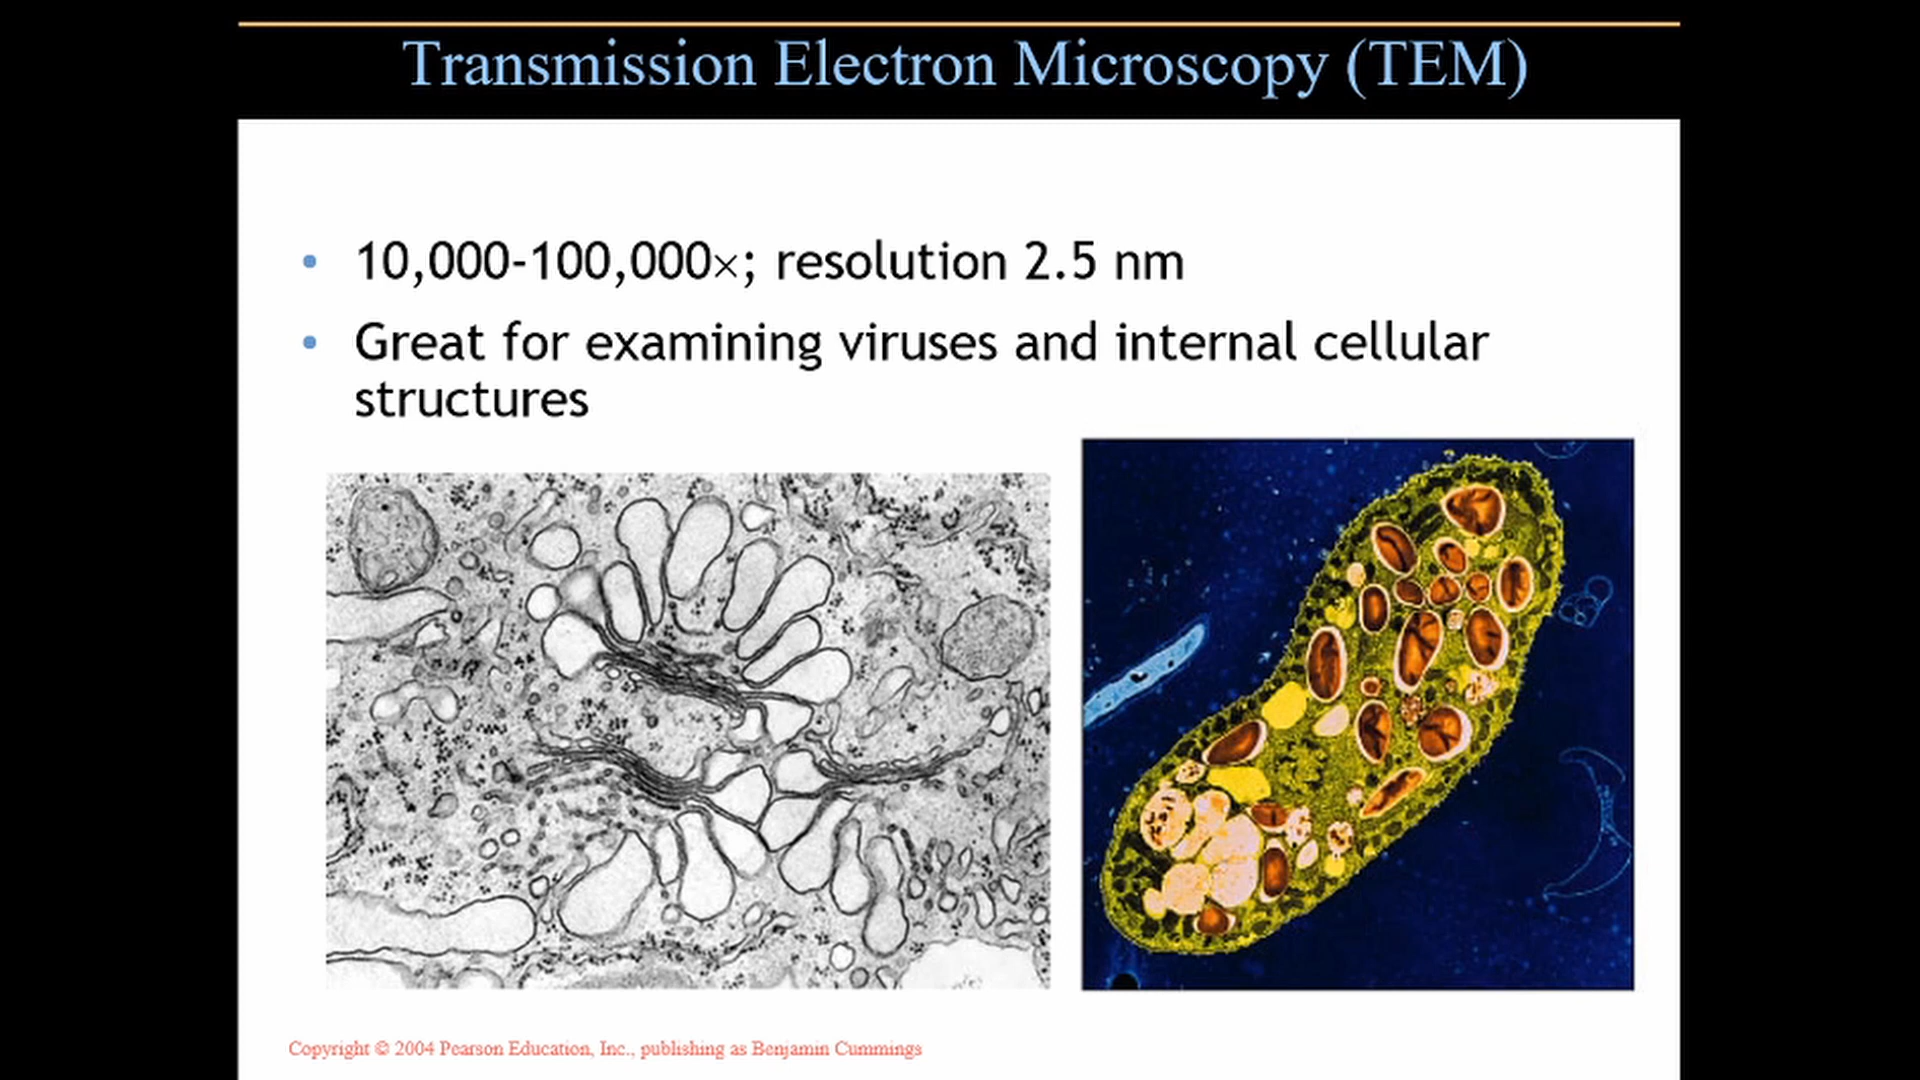 Transmission Electron Microscopy (TEM)
• 10,000-100,000×; resolution 2.5 nm
• Great for examining viruses and internal cellular
structures
Copyright © 2004 Pearson Education, Inc., publishing as Benjamin Cummings